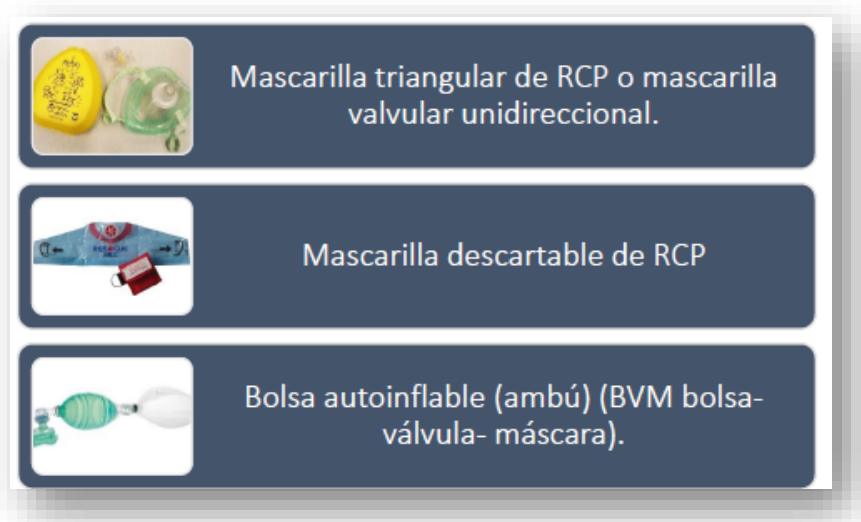 Mascarilla triangular de RCP o mascarilla
valvular unidireccional.
Mascarilla descartable de RCP
Bolsa autoinflable (ambú) (BVM bolsa-
válvula- máscara).